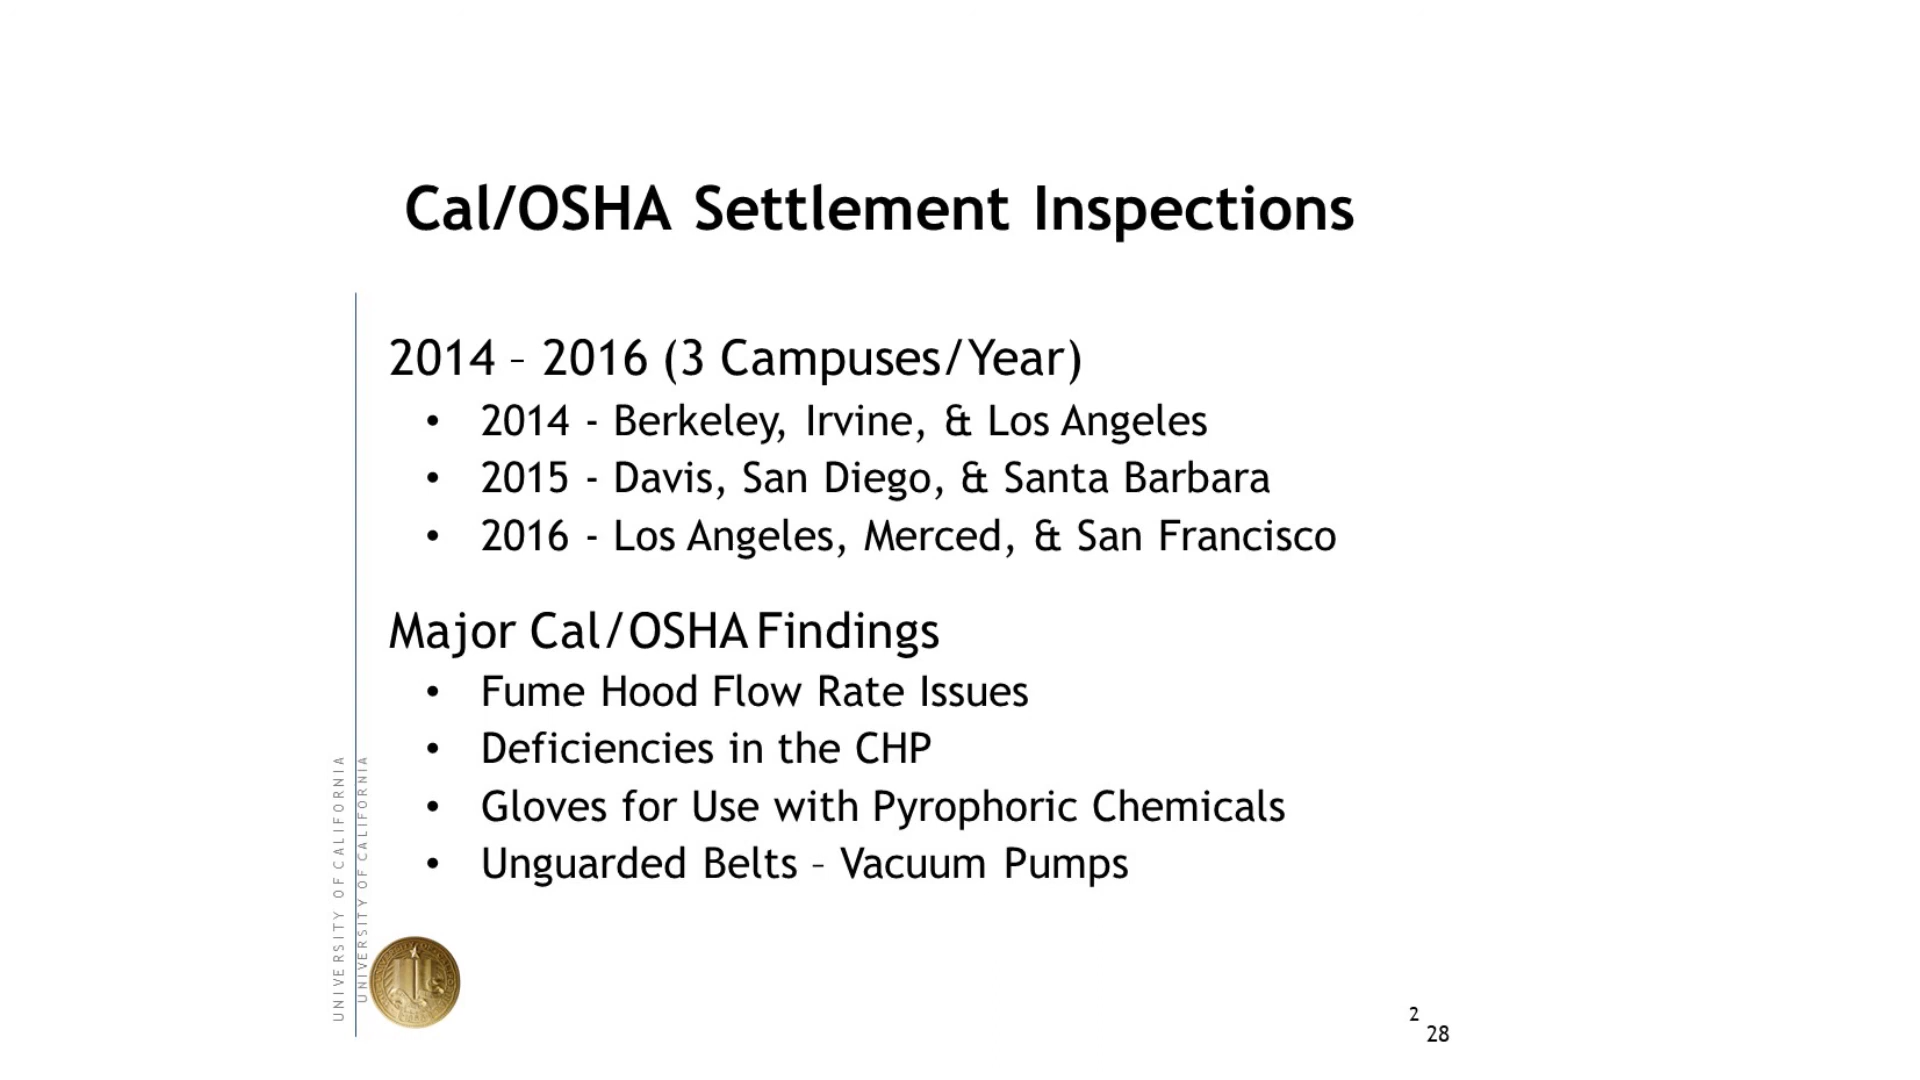 Cal/OSHA Settlement Inspections
2014 – 2016 (3 Campuses/Year)
• 2014 - Berkeley, Irvine, & Los Angeles
• 2015 - Davis, San Diego, & Santa Barbara
• 2016 - Los Angeles, Merced, & San Francisco
Major Cal/OSHA Findings
• Fume Hood Flow Rate Issues
• Deficiencies in the CHP
• Gloves for Use with Pyrophoric Chemicals
• Unguarded Belts – Vacuum Pumps
UNIVERSITY OF CALIFORNIA
UNIVERSITY OF CALIFORNIA
2
28